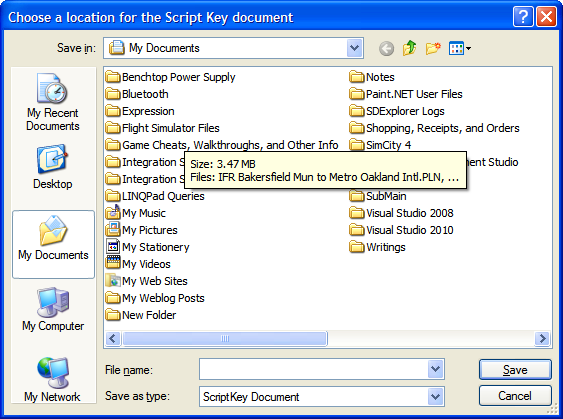 Choose a location for the Script Key document
Save in:
My Documents
My Recent
Documents
Desktop
My Documents
My Computer
My Network
Benchtop Power Supply
Bluetooth
Expression
Flight Simulator Files
Game Cheats, Walkthroughs, and Other Info
Integration S
Integration S
LINQPad Queries
My Music
My Pictures
My Stationery
My Videos
My Web Sites
My Weblog Posts
New Folder
Notes
Paint.NET User Files
SDExplorer Logs
Shopping, Receipts, and Orders
SimCity 4
ment Studio
SubMain
Visual Studio 2008
Visual Studio 2010
Writings
Size: 3.47 MB
Files: IFR Bakersfield Mun to Metro Oakland Intl.PLN, ...
File name:
Save as type:
ScriptKey Document
Save
Cancel